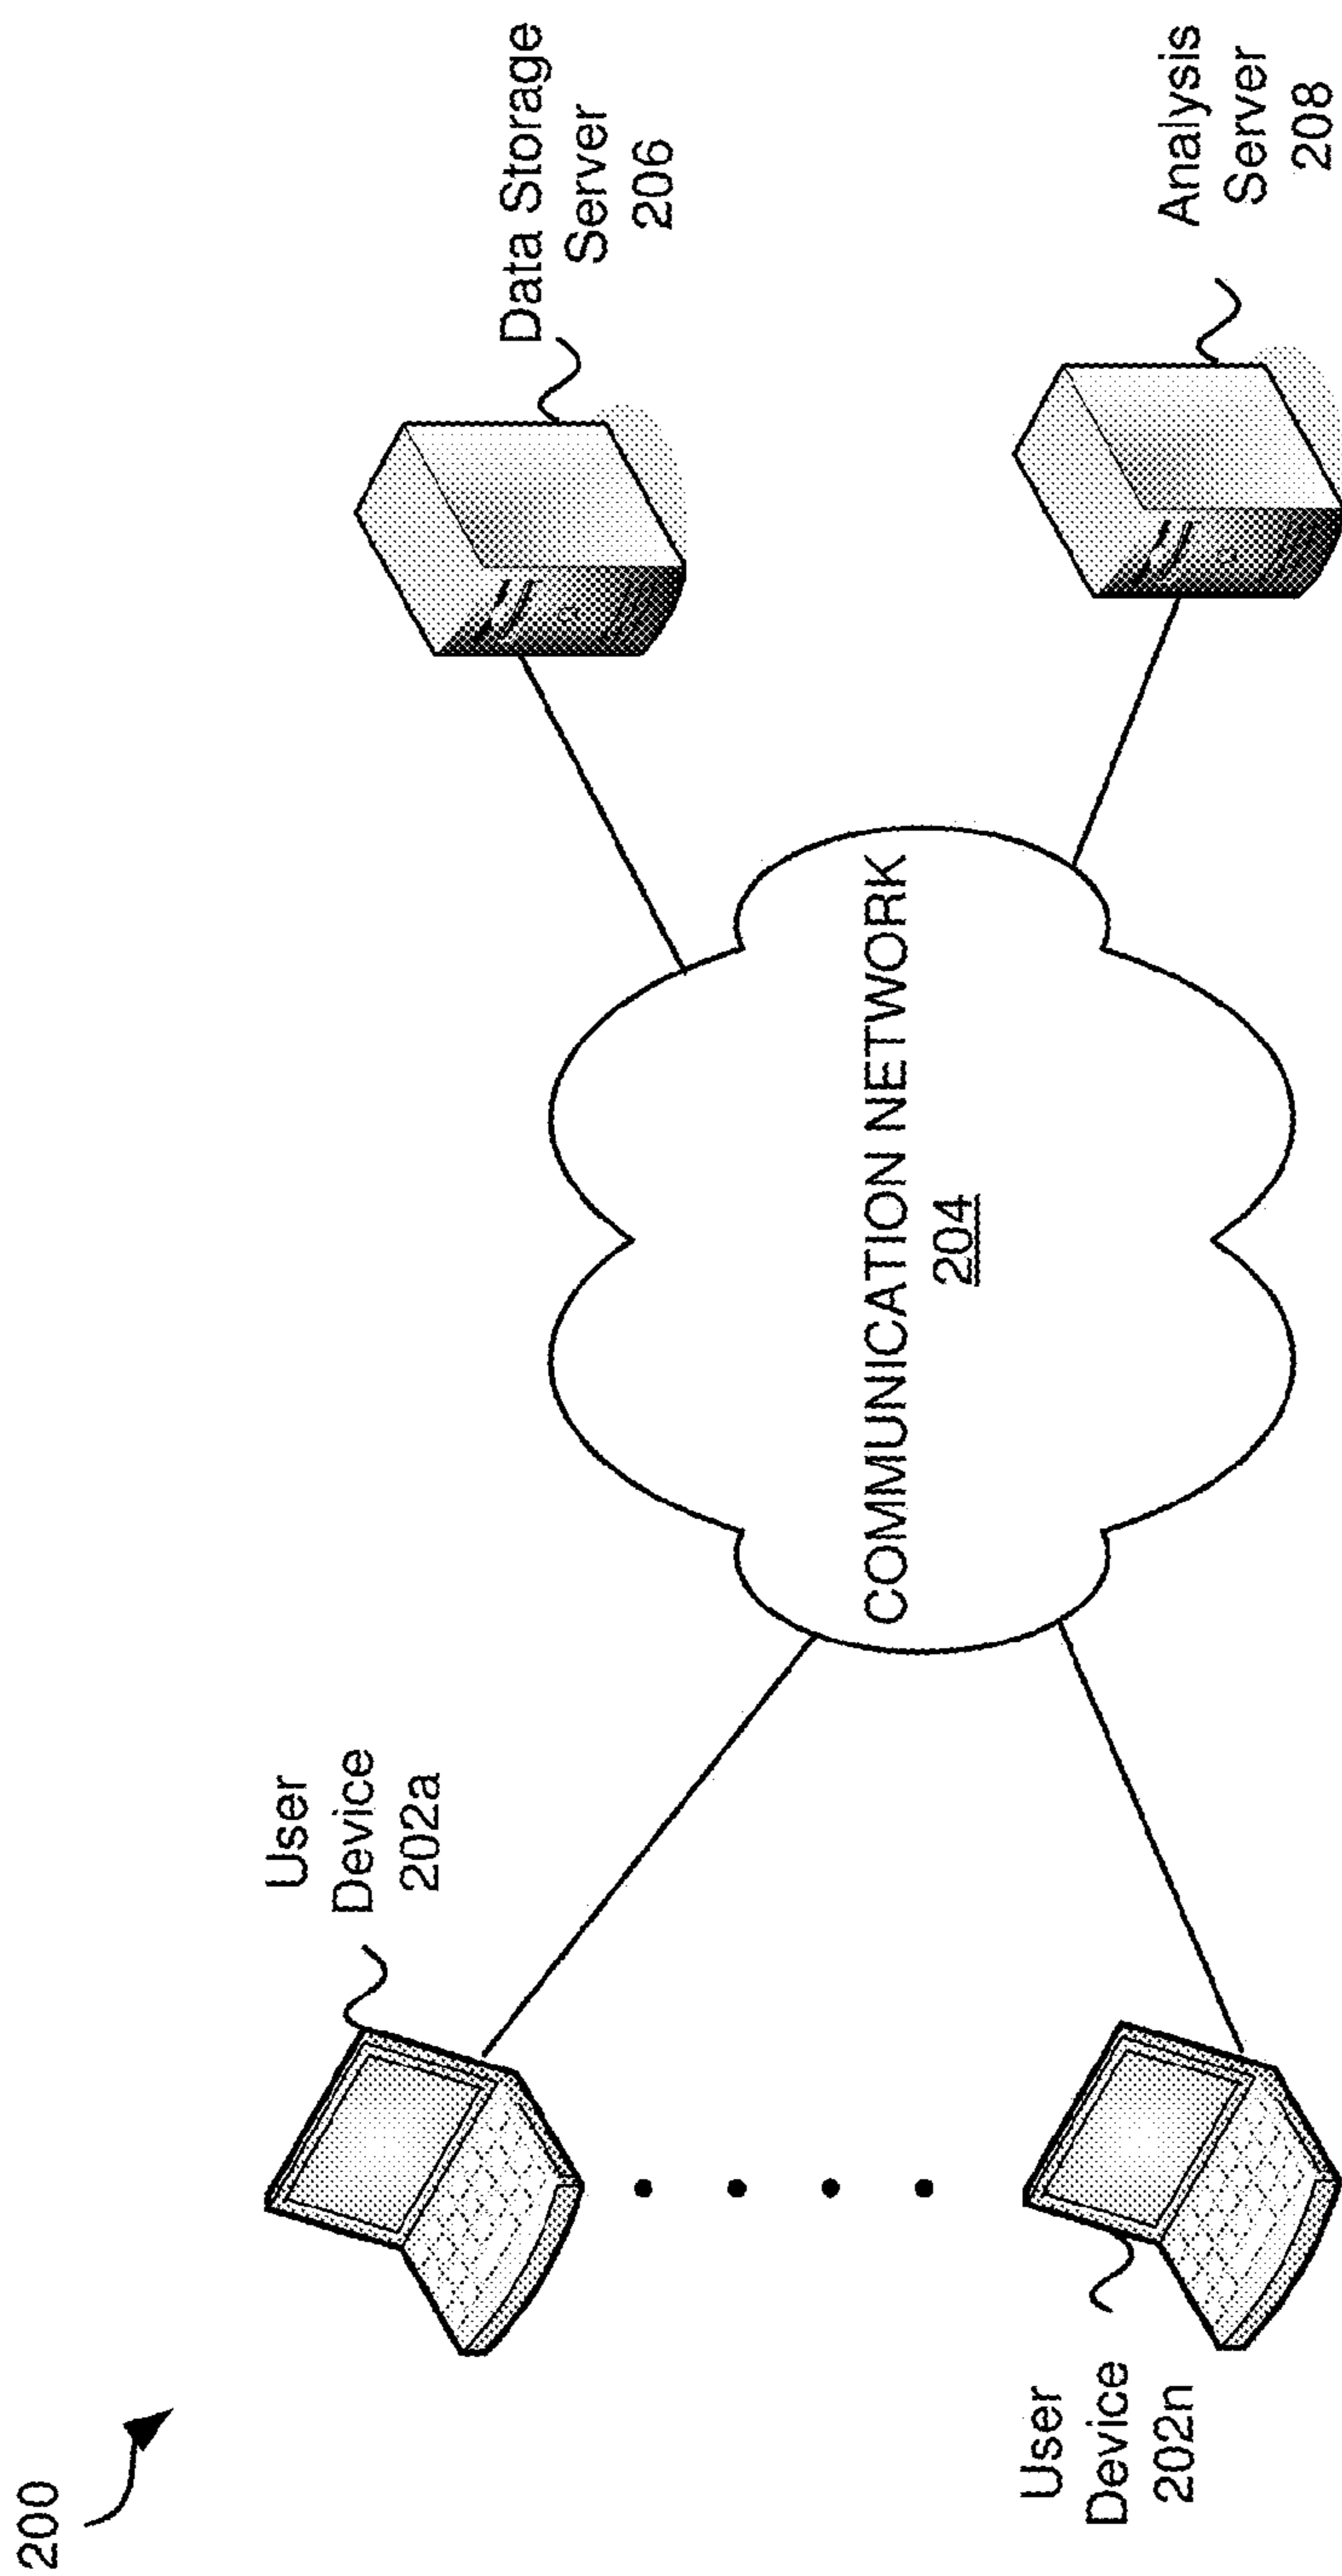 200
User
Device
202a
User
Device
202n
COMMUNICATION NETWORK
204
Data Storage
Server
206
Analysis
Server
208